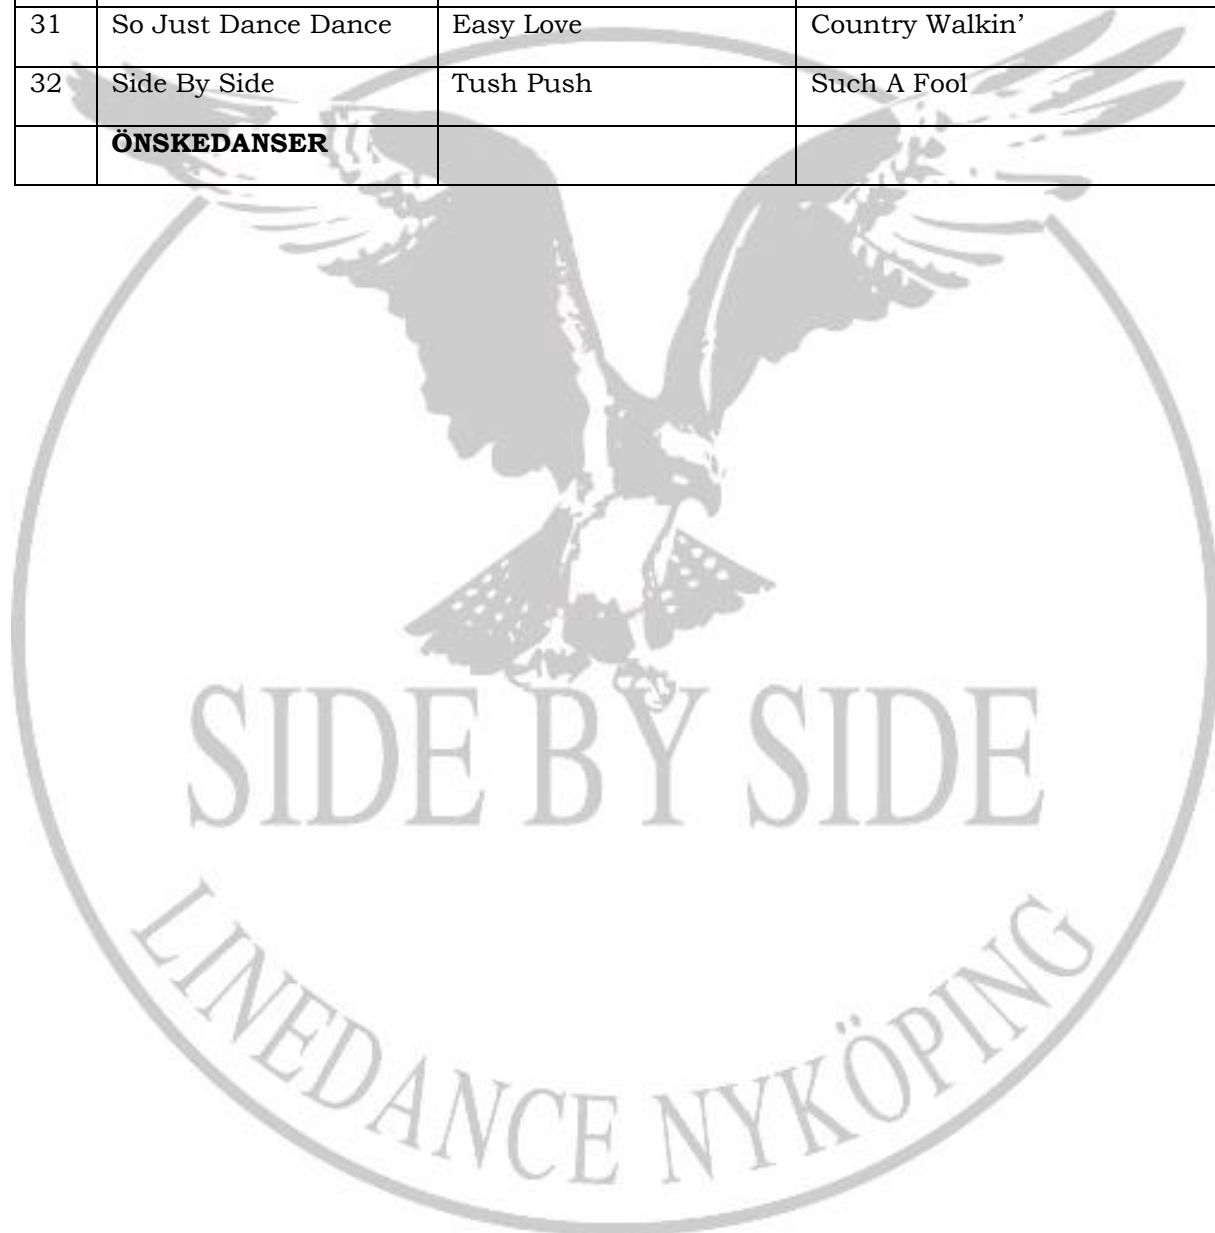 31 So Just Dance Dance Easy Love Country Walkin’
32 Side By Side Tush Push Such A Fool
ÖNSKEDANSER
SIDE BY SIDE
LINEDANCE NYKÖPING